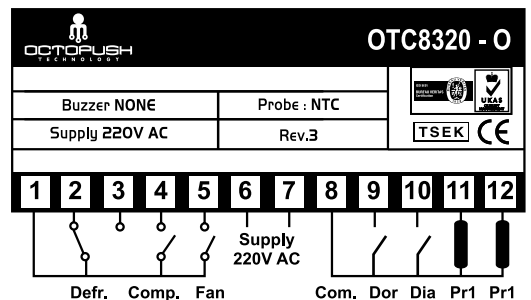 OCTOPUSH
TECHNOLOGY
OTC8320 - O
Buzzer NONE
Probe : NTC
Supply 220V AC
Rev.3
UKAS
TSEK CE
1 2 3 4 5 6 7 8 9 10 11 12
Supply
220V AC
Defr. Comp. Fan Com. Dor Dia Pr1 Pr1